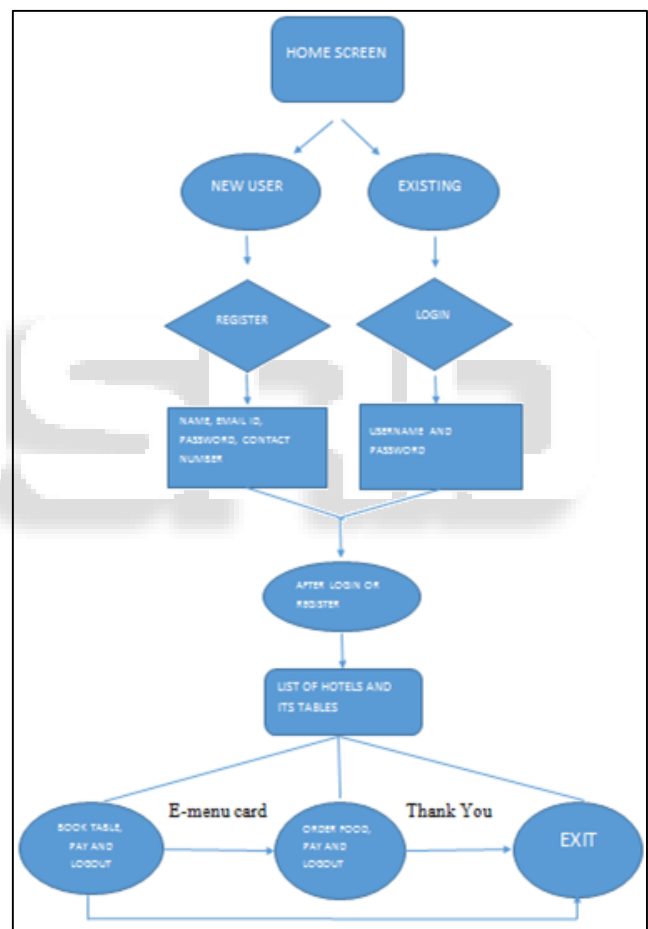 HOME SCREEN
NEW USER
EXISTING
REGISTER
LOGIN
NAME, EMAIL ID,
PASSWORD, CONTACT
NUMBER
USERNAME AND
PASSWORD
AFTER LOGIN OR
REGISTER
LIST OF HOTELS AND
ITS TABLES
E-menu card
Thank You
BOOK TABLE,
PAY AND
LOGOUT
ORDER FOOD,
PAY AND
LOGOUT
EXIT